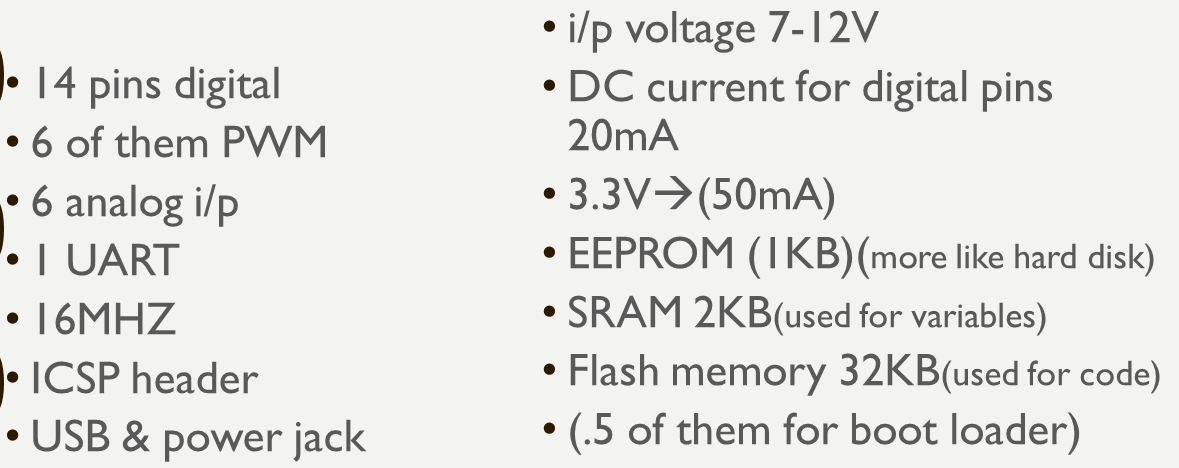 • 14 pins digital
• 6 of them PWM
• 6 analog i/p
• 1 UART
• 16MHZ
• ICSP header
• USB & power jack
• i/p voltage 7-12V
• DC current for digital pins
20mA
• 3.3V→(50mA)
• EEPROM (1KB)(more like hard disk)
• SRAM 2KB(used for variables)
• Flash memory 32KB(used for code)
• (.5 of them for boot loader)